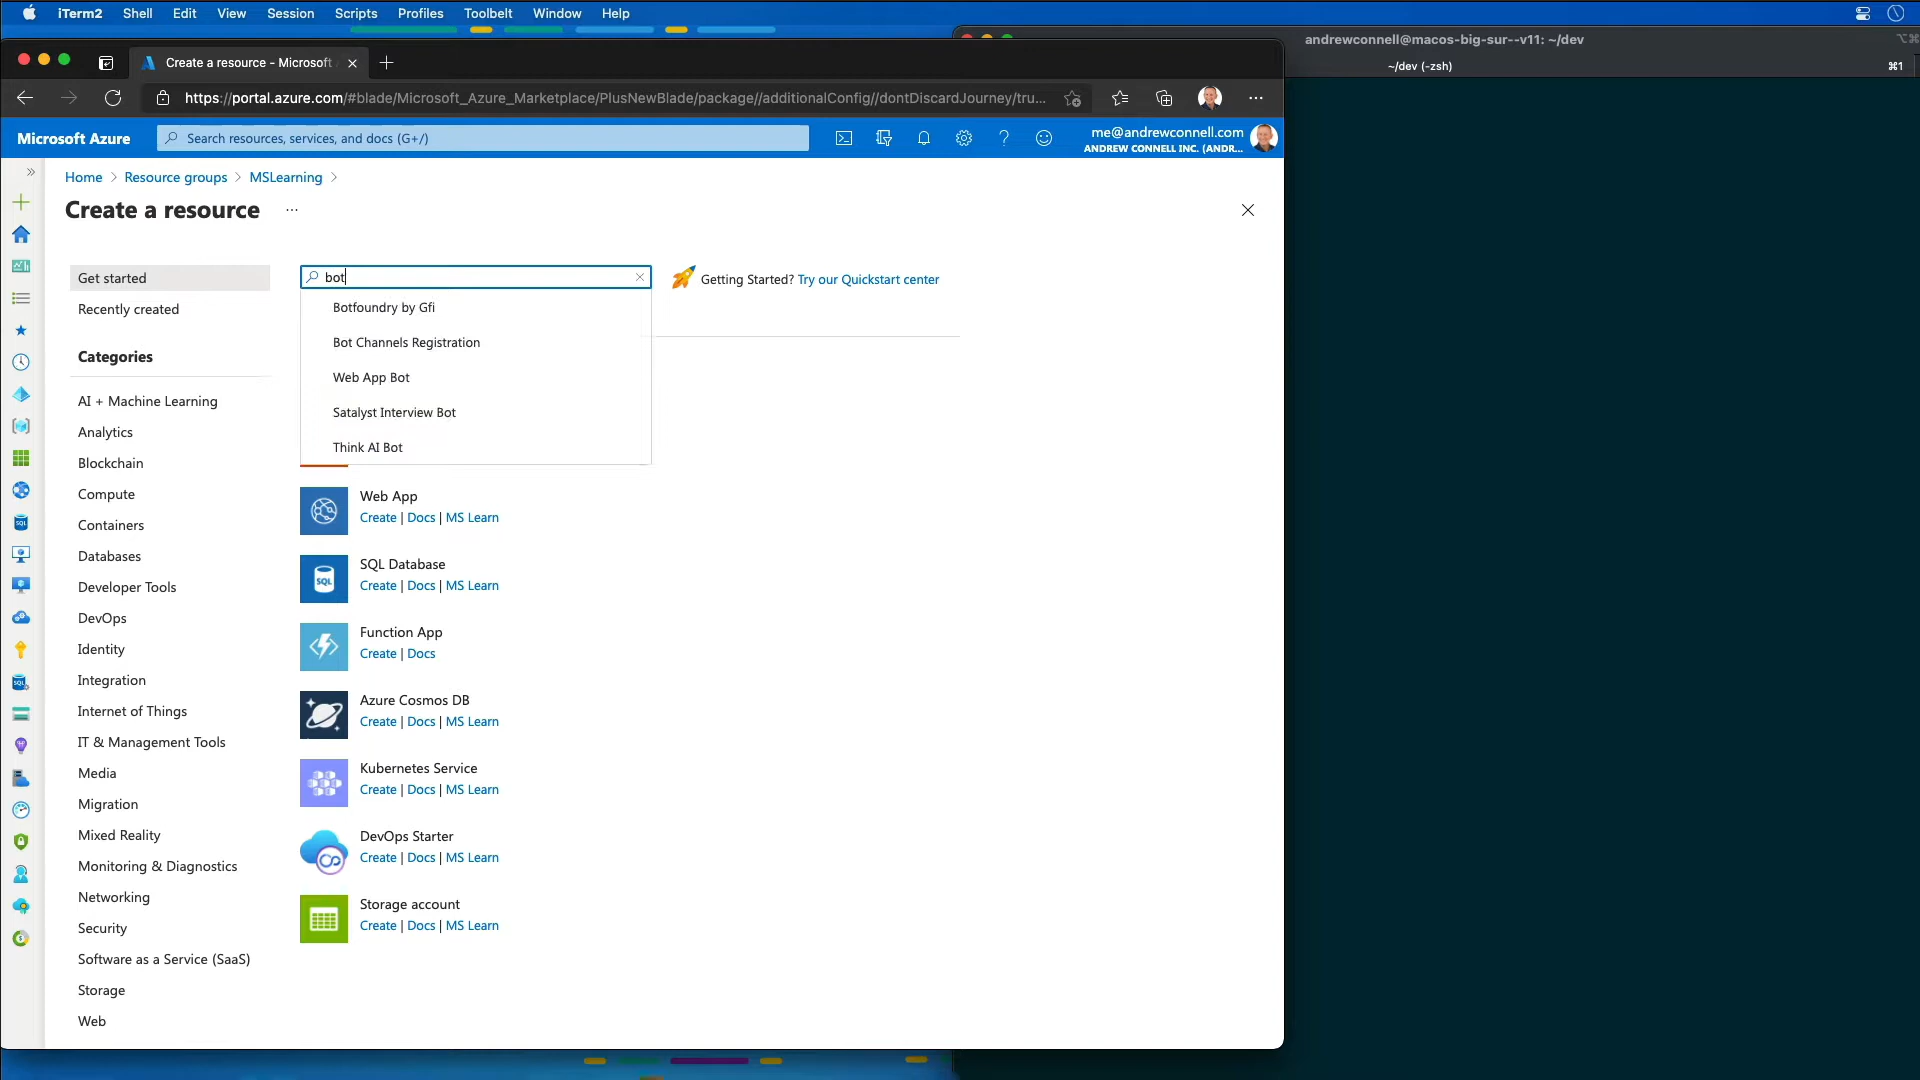 iTerm2 Shell Edit View Session Scripts Profiles Toolbelt Window Help
andrewconnell@macos-big-sur--v11: ~/dev
~/dev (-zsh) ⌘1
Create a resource - Microsoft
https://portal.azure.com/#blade/Microsoft_Azure_Marketplace/PlusNewBlade/package//additionalConfig//dontDiscardJourney/tru...
Microsoft Azure
Search resources, services, and docs (G+/)
me@andrewconnell.com
ANDREW CONNELL INC. (ANDR...
Home > Resource groups > MSLearning >
Create a resource ...
Get started
Recently created
Categories
AI + Machine Learning
Analytics
Blockchain
Compute
Containers
Databases
Developer Tools
DevOps
Identity
Integration
Internet of Things
IT & Management Tools
Media
Migration
Mixed Reality
Monitoring & Diagnostics
Networking
Security
Software as a Service (SaaS)
Storage
Web
bot
Botfoundry by Gfi
Bot Channels Registration
Web App Bot
Satalyst Interview Bot
Think AI Bot
Getting Started? Try our Quickstart center
Web App
Create | Docs | MS Learn
SQL
SQL Database
Create | Docs | MS Learn
Function App
Create | Docs
Azure Cosmos DB
Create | Docs | MS Learn
Kubernetes Service
Create | Docs | MS Learn
DevOps Starter
Create | Docs | MS Learn
Storage account
Create | Docs | MS Learn